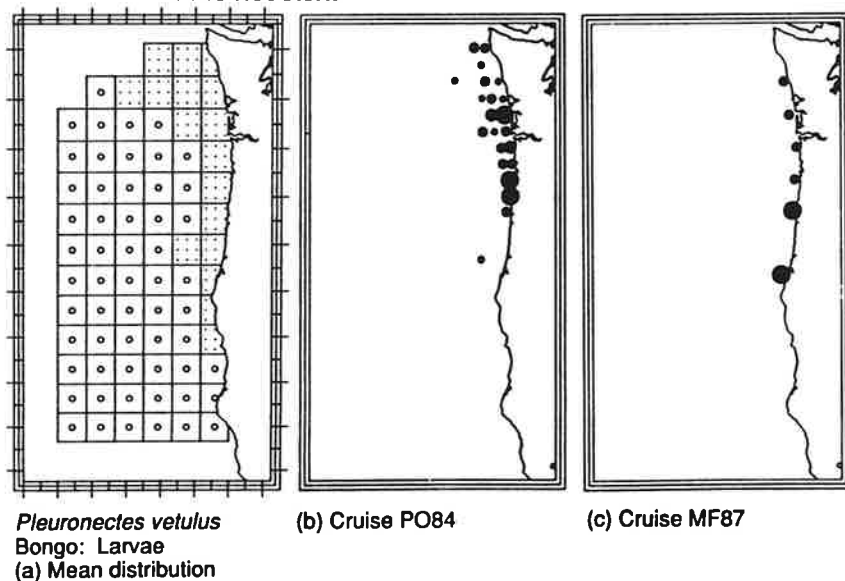 Pleuronectes vetulus
Bongo: Larvae
(a) Mean distribution
(b) Cruise PO84
(c) Cruise MF87